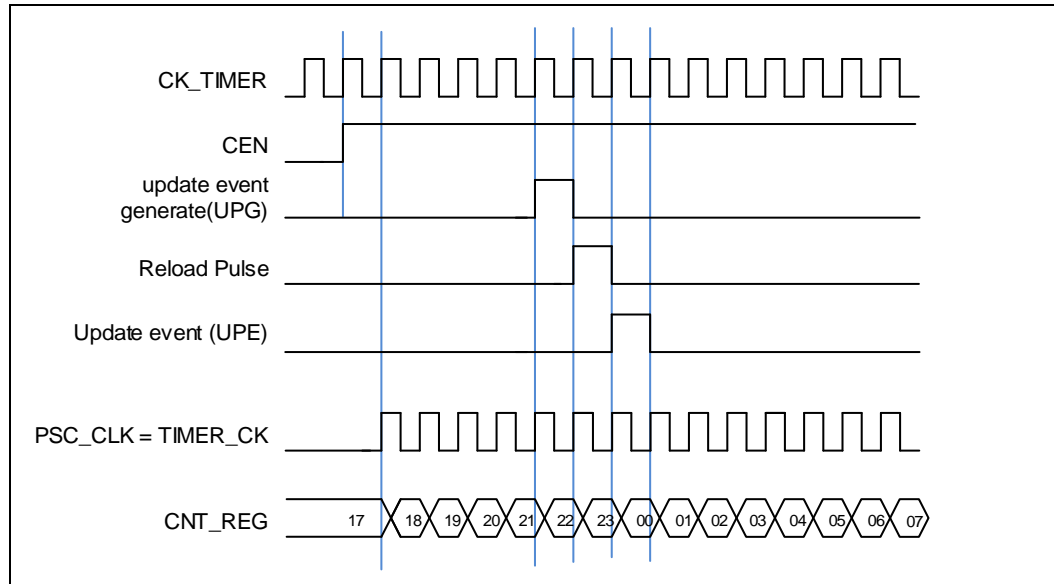 CK_TIMER
CEN
update event
generate(UPG)
Reload Pulse
Update event (UPE)
PSC_CLK = TIMER_CK
CNT_REG 17 18 19 20 21 22 23 00 01 02 03 04 05 06 07